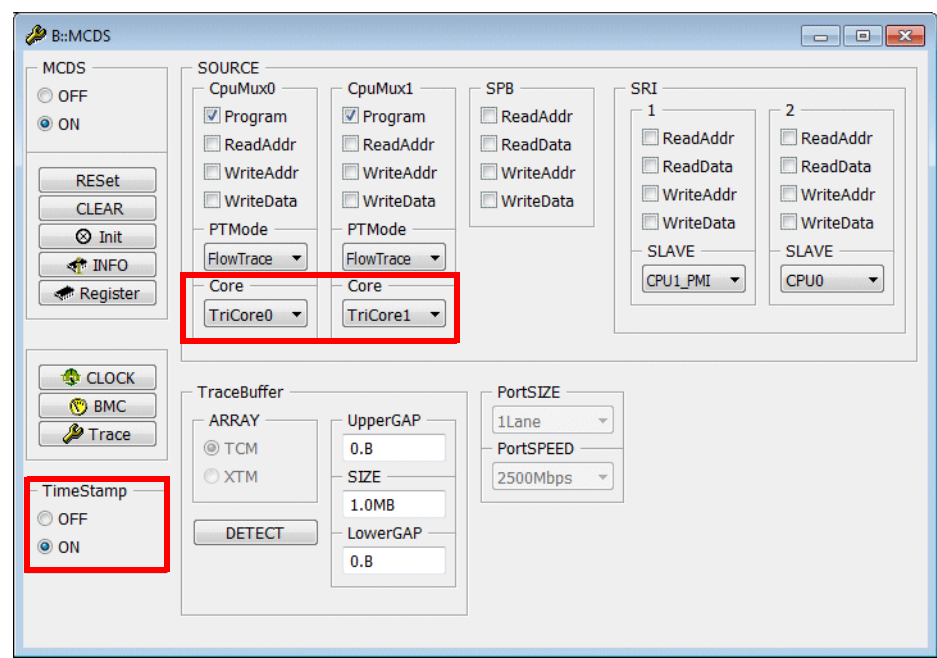 B::MCDS
MCDS
OFF
ON
RESet
CLEAR
Init
INFO
Register
CLOCK
BMC
Trace
TimeStamp
OFF
ON
SOURCE
CpuMux0
Program
ReadAddr
WriteAddr
WriteData
PTMode
FlowTrace
Core
TriCore0
CpuMux1
Program
ReadAddr
WriteAddr
WriteData
PTMode
FlowTrace
Core
TriCore1
SPB
ReadAddr
ReadData
WriteAddr
WriteData
SRI
1
ReadAddr
ReadData
WriteAddr
WriteData
SLAVE
CPU1_PMI
2
ReadAddr
ReadData
WriteAddr
WriteData
SLAVE
CPU0
TraceBuffer
ARRAY
TCM
XTM
DETECT
UpperGAP
0.B
SIZE
1.0MB
LowerGAP
0.B
PortSIZE
1Lane
PortSPEED
2500Mbps